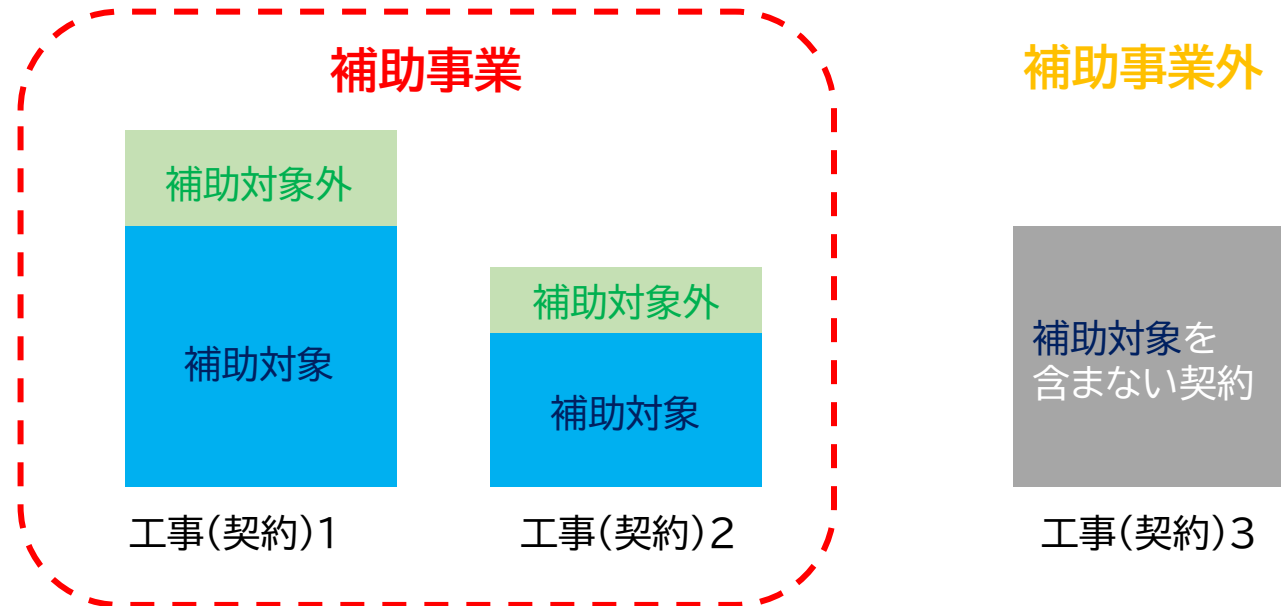 補助事業
補助事業外
補助対象外
補助対象
工事(契約)1
補助対象外
補助対象
工事(契約)2
補助対象を
含まない契約
工事(契約)3